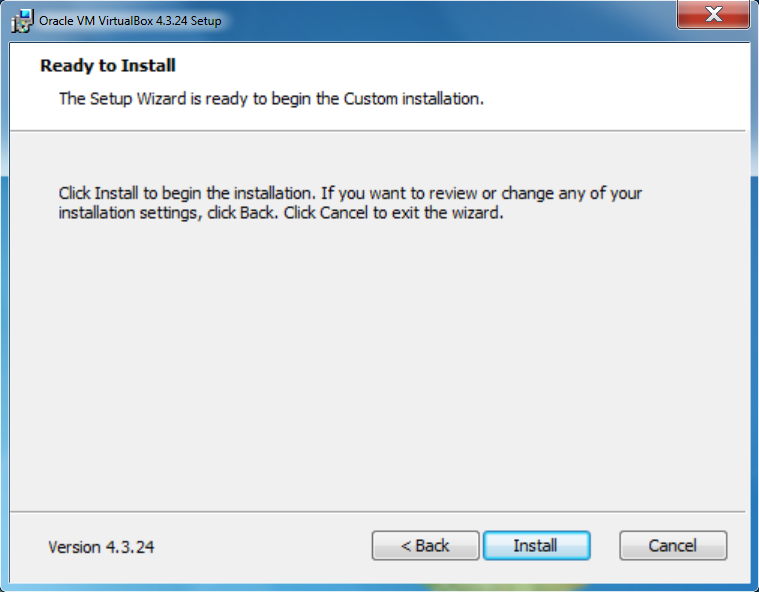 Oracle VM VirtualBox 4.3.24 Setup
Ready to Install
The Setup Wizard is ready to begin the Custom installation.
Click Install to begin the installation. If you want to review or change any of your
installation settings, click Back. Click Cancel to exit the wizard.
Version 4.3.24
< Back
Install
Cancel